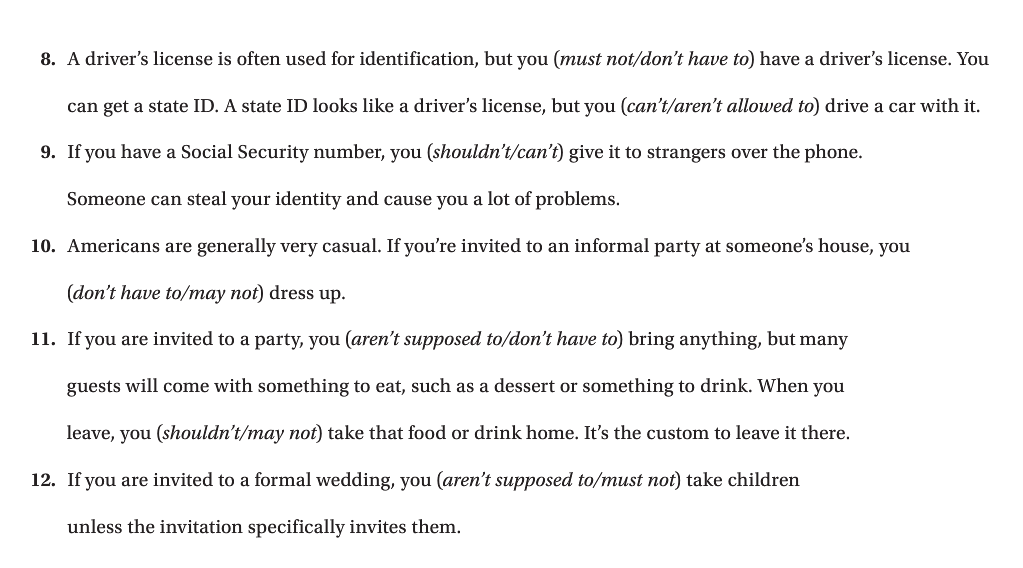 8. A driver’s license is often used for identification, but you (must not/don’t have to) have a driver’s license. You
can get a state ID. A state ID looks like a driver’s license, but you (can’t/aren’t allowed to) drive a car with it.
9. If you have a Social Security number, you (shouldn’t/can’t) give it to strangers over the phone.
Someone can steal your identity and cause you a lot of problems.
10. Americans are generally very casual. If you’re invited to an informal party at someone’s house, you
(don’t have to/may not) dress up.
11. If you are invited to a party, you (aren’t supposed to/don’t have to) bring anything, but many
guests will come with something to eat, such as a dessert or something to drink. When you
leave, you (shouldn’t/may not) take that food or drink home. It’s the custom to leave it there.
12. If you are invited to a formal wedding, you (aren’t supposed to/must not) take children
unless the invitation specifically invites them.